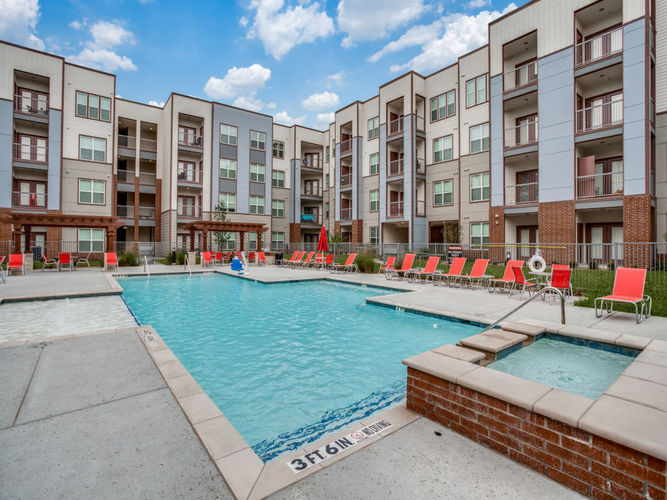 3 FT. 6 IN. NO DIVING